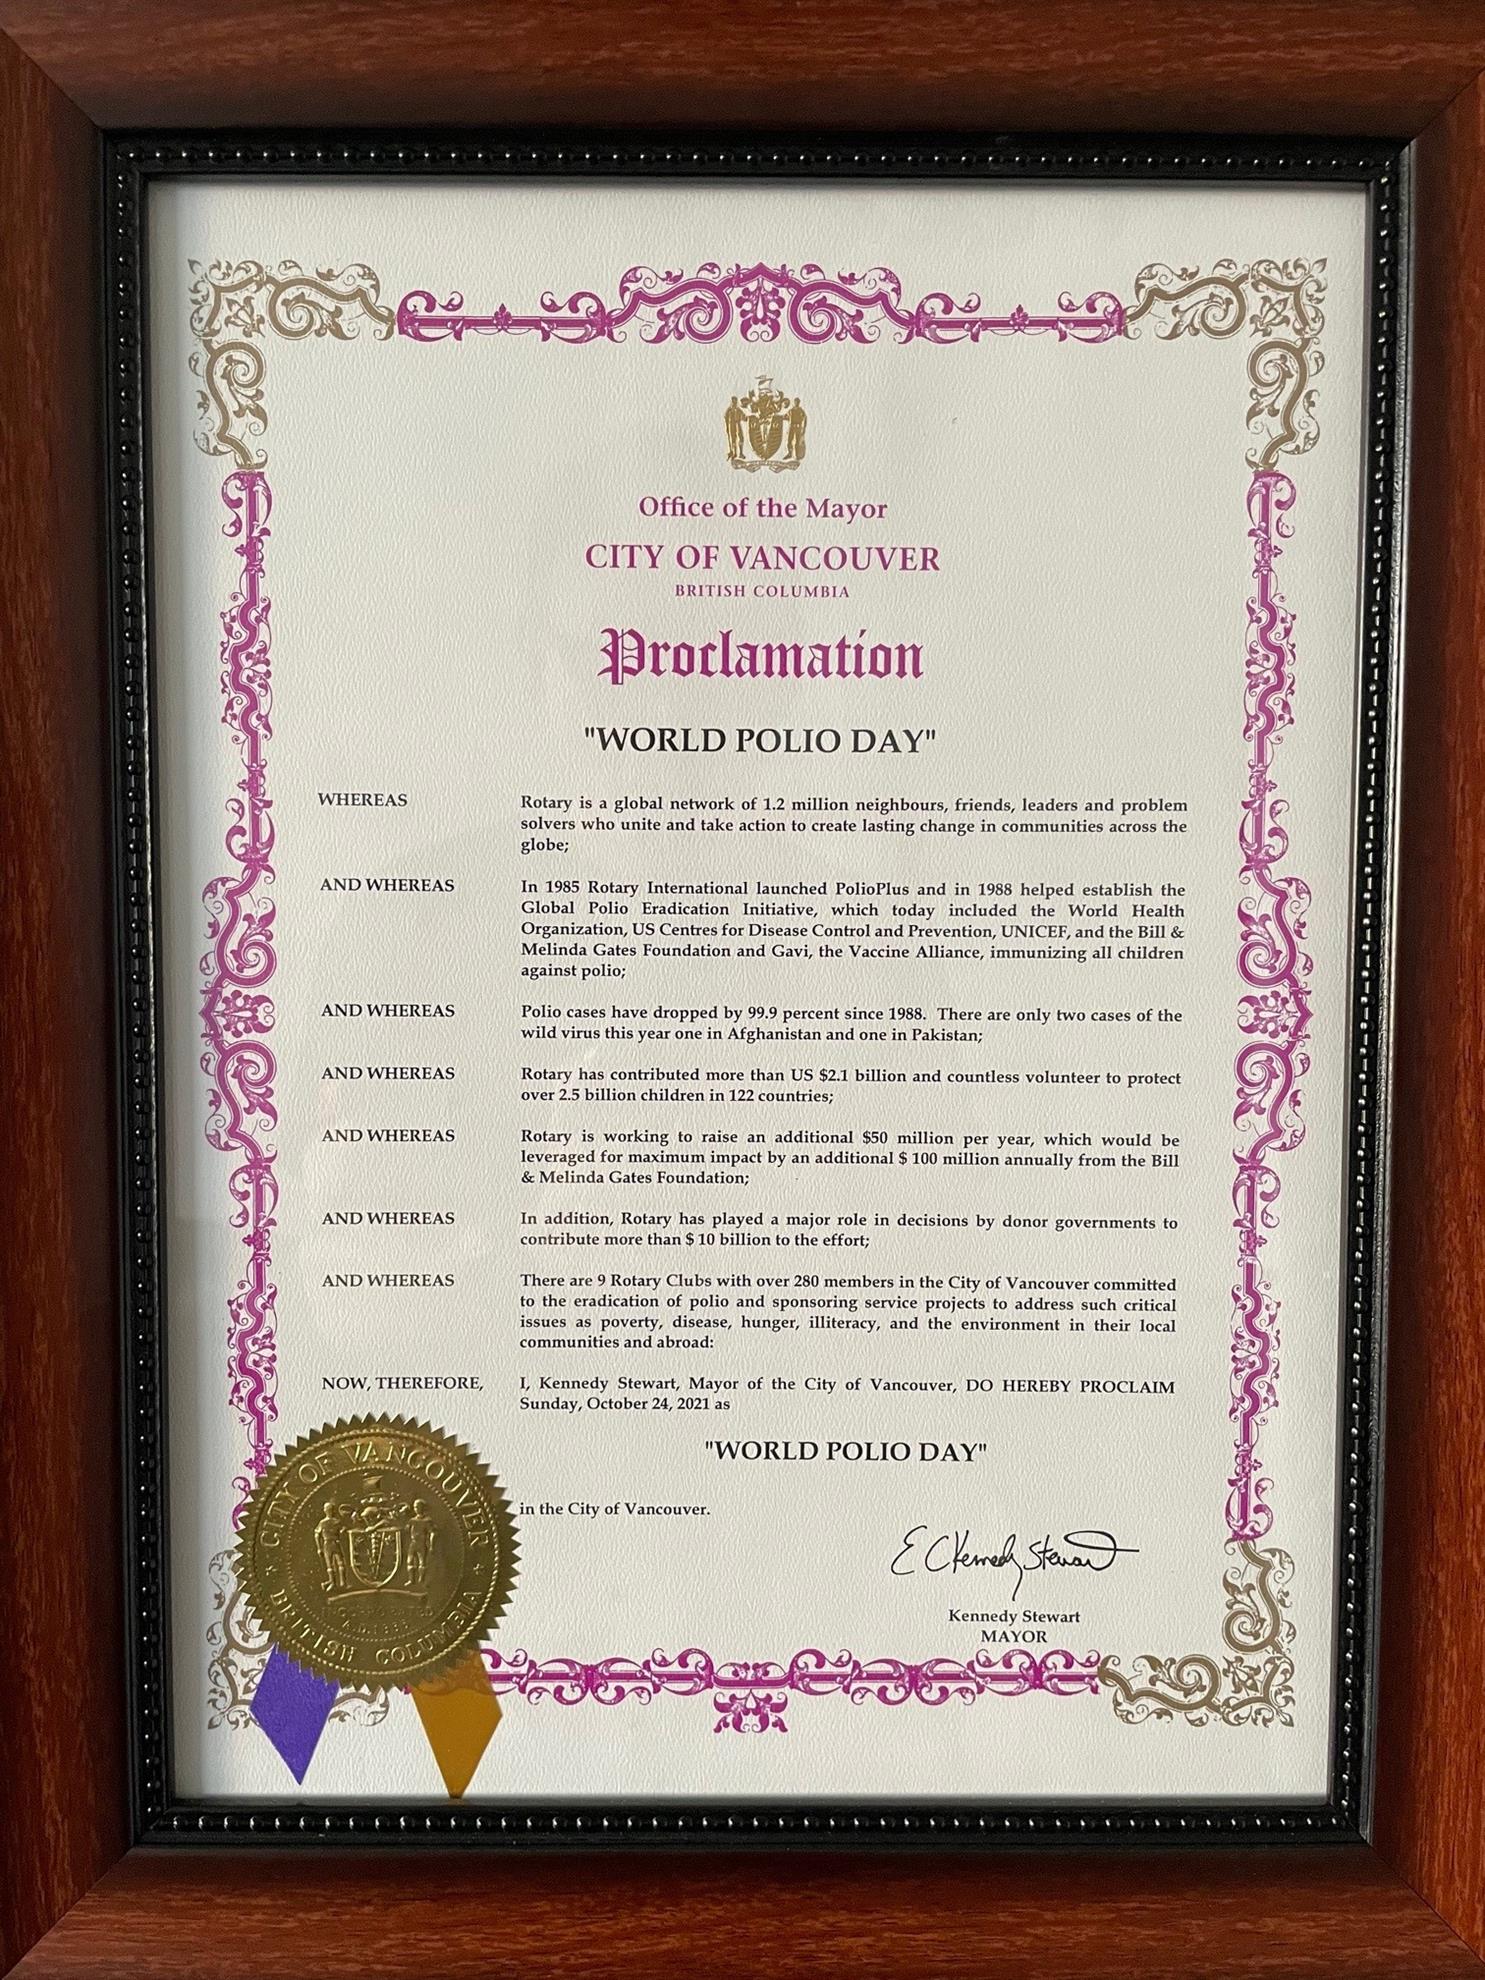 Office of the Mayor
CITY OF VANCOUVER
BRITISH COLUMBIA
Proclamation
"WORLD POLIO DAY"
WHEREAS Rotary is a global network of 1.2 million neighbours, friends, leaders and problem
solvers who unite and take action to create lasting change in communities across the
globe;
AND WHEREAS In 1985 Rotary International launched PolioPlus and in 1988 helped establish the
Global Polio Eradication Initiative, which today included the World Health
Organization, US Centres for Disease Control and Prevention, UNICEF, and the Bill &
Melinda Gates Foundation and Gavi, the Vaccine Alliance, immunizing all children
against polio;
AND WHEREAS Polio cases have dropped by 99.9 percent since 1988. There are only two cases of the
wild virus this year one in Afghanistan and one in Pakistan;
AND WHEREAS Rotary has contributed more than US $2.1 billion and countless volunteer to protect
over 2.5 billion children in 122 countries;
AND WHEREAS Rotary is working to raise an additional $50 million per year, which would be
leveraged for maximum impact by an additional $ 100 million annually from the Bill
& Melinda Gates Foundation;
AND WHEREAS In addition, Rotary has played a major role in decisions by donor governments to
contribute more than $ 10 billion to the effort;
AND WHEREAS There are 9 Rotary Clubs with over 280 members in the City of Vancouver committed
to the eradication of polio and sponsoring service projects to address such critical
issues as poverty, disease, hunger, illiteracy, and the environment in their local
communities and abroad:
NOW, THEREFORE, I, Kennedy Stewart, Mayor of the City of Vancouver, DO HEREBY PROCLAIM
Sunday, October 24, 2021 as
"WORLD POLIO DAY"
in the City of Vancouver.
E C Kennedy Stewart
Kennedy Stewart
MAYOR
CITY OF VANCOUVER
INCORPORATED
BRITISH COLUMBIA